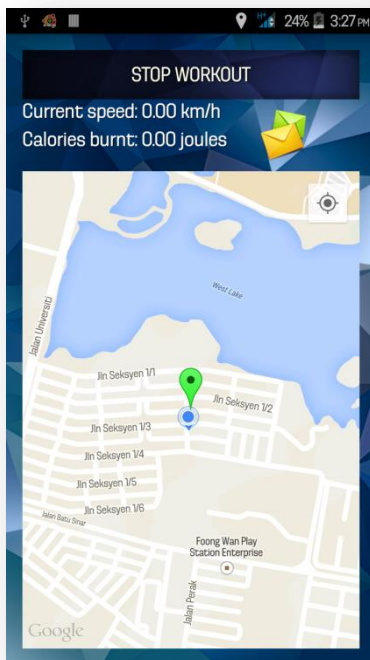 H+ 24% 3:27 PM
STOP WORKOUT
Current speed: 0.00 km/h
Calories burnt: 0.00 joules
West Lake
Jalan Universiti
Jln Seksyen 1/1
Jln Seksyen 1/2
Jln Seksyen 1/3
Jln Seksyen 1/4
Jln Seksyen 1/5
Jln Seksyen 1/6
Jalan Batu Sinar
Foong Wan Play
Station Enterprise
Jalan Perak
Google